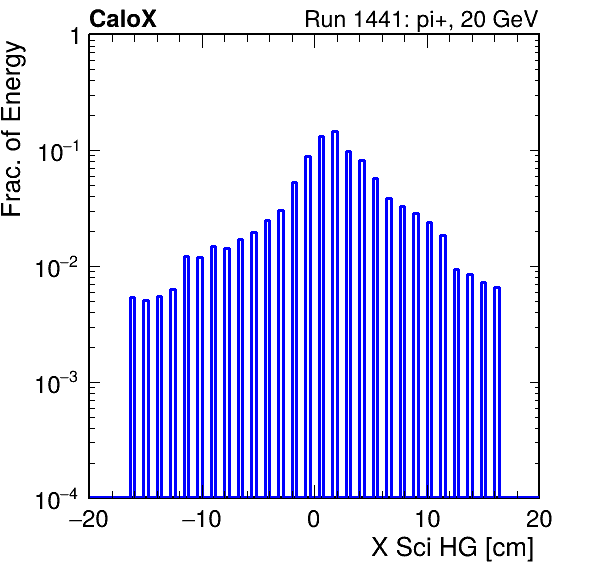 CaloX
Run 1441: pi+, 20 GeV
Frac. of Energy
1
10⁻¹
10⁻²
10⁻³
10⁻⁴
−20
−10
0
10
20
X Sci HG [cm]